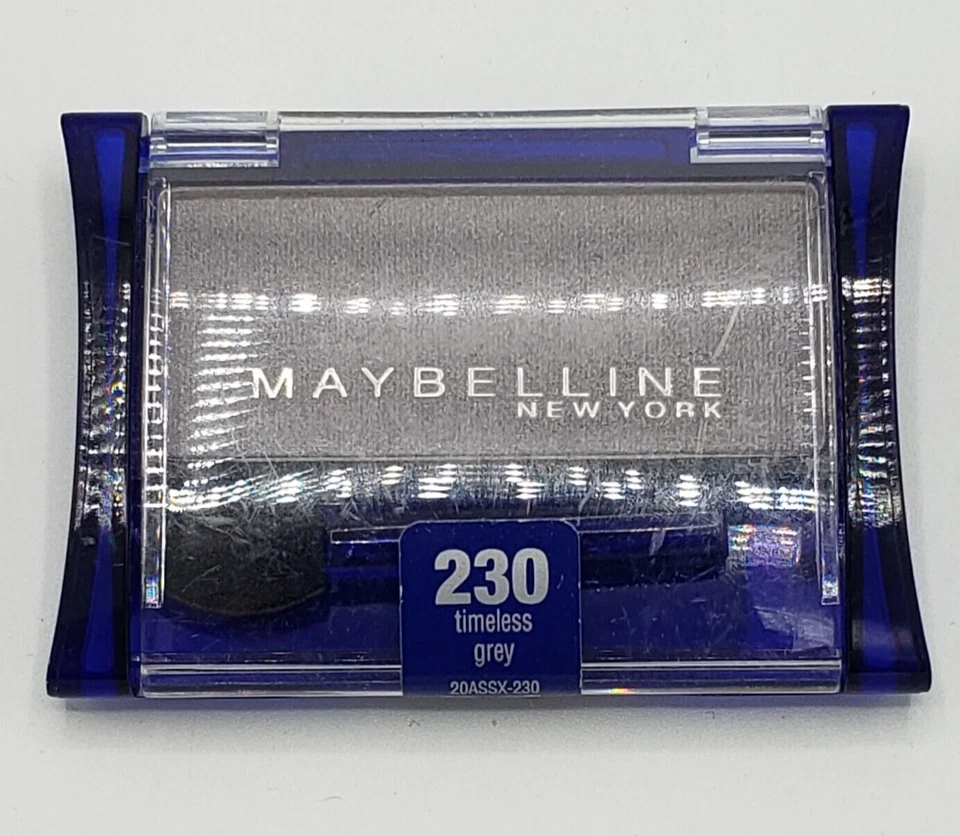 MAYBELLINE
NEW YORK
230
timeless
grey
20ASSX-230